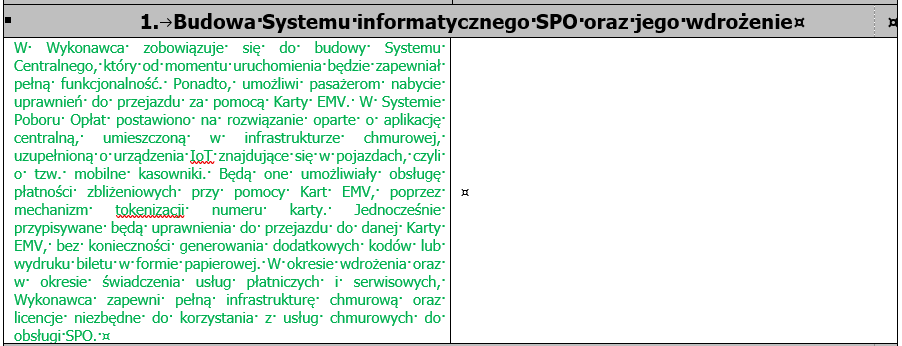 1. Budowa Systemu informatycznego SPO oraz jego wdrożenie
W Wykonawca zobowiązuje się do budowy Systemu
Centralnego, który od momentu uruchomienia będzie zapewniał
pełną funkcjonalność. Ponadto, umożliwi pasażerom nabycie
uprawnień do przejazdu za pomocą Karty EMV. W Systemie
Poboru Opłat postawiono na rozwiązanie oparte o aplikację
centralną, umieszczoną w infrastrukturze chmurowej,
uzupełnioną o urządzenia IoT znajdujące się w pojazdach, czyli
o tzw. mobilne kasowniki. Będą one umożliwiały obsługę
płatności zbliżeniowych przy pomocy Kart EMV, poprzez
mechanizm tokenizacji numeru karty. Jednocześnie
przypisywane będą uprawnienia do przejazdu do danej Karty
EMV, bez konieczności generowania dodatkowych kodów lub
wydruku biletu w formie papierowej. W okresie wdrożenia oraz
w okresie świadczenia usług płatniczych i serwisowych,
Wykonawca zapewni pełną infrastrukturę chmurową oraz
licencje niezbędne do korzystania z usług chmurowych do
obsługi SPO.